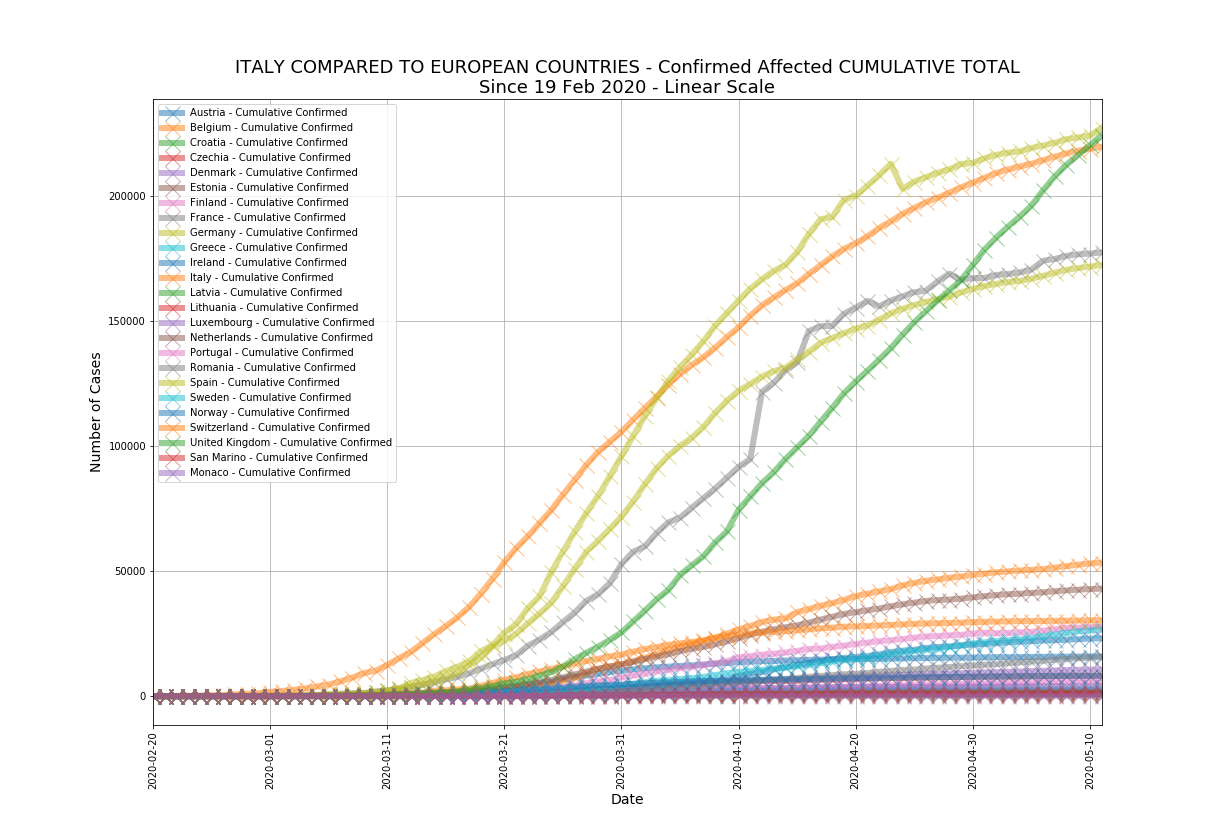 ITALY COMPARED TO EUROPEAN COUNTRIES - Confirmed Affected CUMULATIVE TOTAL
Since 19 Feb 2020 - Linear Scale
Austria - Cumulative Confirmed
Belgium - Cumulative Confirmed
Croatia - Cumulative Confirmed
Czechia - Cumulative Confirmed
Denmark - Cumulative Confirmed
Estonia - Cumulative Confirmed
Finland - Cumulative Confirmed
France - Cumulative Confirmed
Germany - Cumulative Confirmed
Greece - Cumulative Confirmed
Ireland - Cumulative Confirmed
Italy - Cumulative Confirmed
Latvia - Cumulative Confirmed
Lithuania - Cumulative Confirmed
Luxembourg - Cumulative Confirmed
Netherlands - Cumulative Confirmed
Portugal - Cumulative Confirmed
Romania - Cumulative Confirmed
Spain - Cumulative Confirmed
Sweden - Cumulative Confirmed
Norway - Cumulative Confirmed
Switzerland - Cumulative Confirmed
United Kingdom - Cumulative Confirmed
San Marino - Cumulative Confirmed
Monaco - Cumulative Confirmed
Number of Cases
200000
150000
100000
50000
0
2020-02-20
2020-03-01
2020-03-11
2020-03-21
2020-03-31
2020-04-10
2020-04-20
2020-04-30
2020-05-10
Date